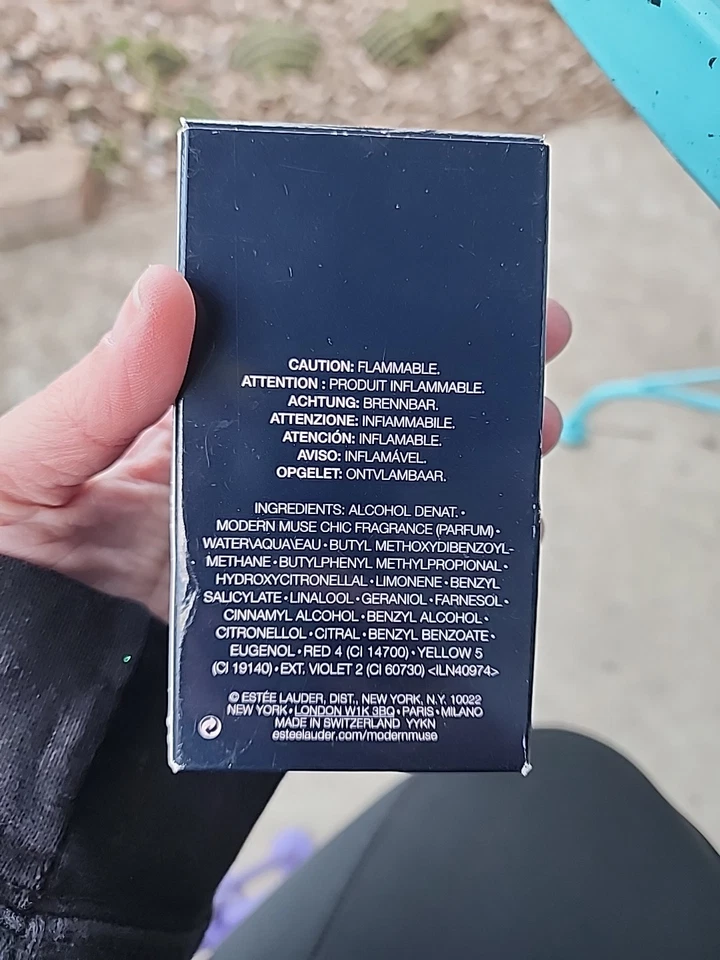 CAUTION: FLAMMABLE.
ATTENTION : PRODUIT INFLAMMABLE.
ACHTUNG: BRENNBAR.
ATTENZIONE: INFIAMMABILE.
ATENCIÓN: INFLAMABLE.
AVISO: INFLAMÁVEL.
OPGELET: ONTVLAMBAAR.
INGREDIENTS: ALCOHOL DENAT. •
MODERN MUSE CHIC FRAGRANCE (PARFUM) •
WATER\AQUA\EAU • BUTYL METHOXYDIBENZOYL-
METHANE • BUTYLPHENYL METHYLPROPIONAL •
HYDROXYCITRONELLAL • LIMONENE • BENZYL
SALICYLATE • LINALOOL • GERANIOL • FARNESOL •
CINNAMYL ALCOHOL • BENZYL ALCOHOL •
CITRONELLOL • CITRAL • BENZYL BENZOATE •
EUGENOL • RED 4 (CI 14700) • YELLOW 5
(CI 19140) • EXT. VIOLET 2 (CI 60730) <ILN40974>
© ESTÉE LAUDER, DIST., NEW YORK, N.Y. 10022
NEW YORK • LONDON W1K 3BQ • PARIS • MILANO
MADE IN SWITZERLAND YYKN
esteelauder.com/modernmuse